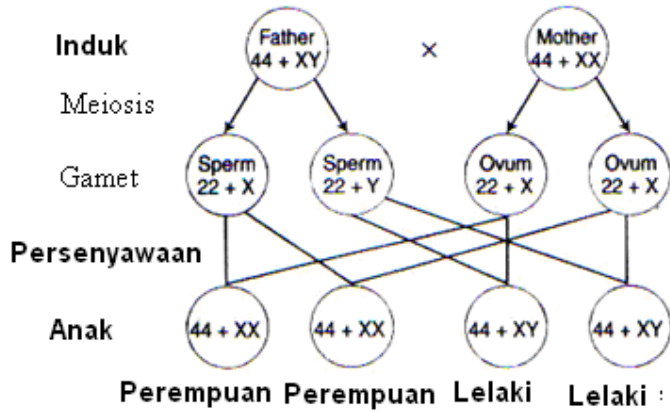 Induk
Father
44 + XY
×
Mother
44 + XX
Meiosis
Gamet
Sperm
22 + X
Sperm
22 + Y
Ovum
22 + X
Ovum
22 + X
Persenyawaan
Anak
44 + XX
44 + XX
44 + XY
44 + XY
Perempuan Perempuan Lelaki Lelaki :